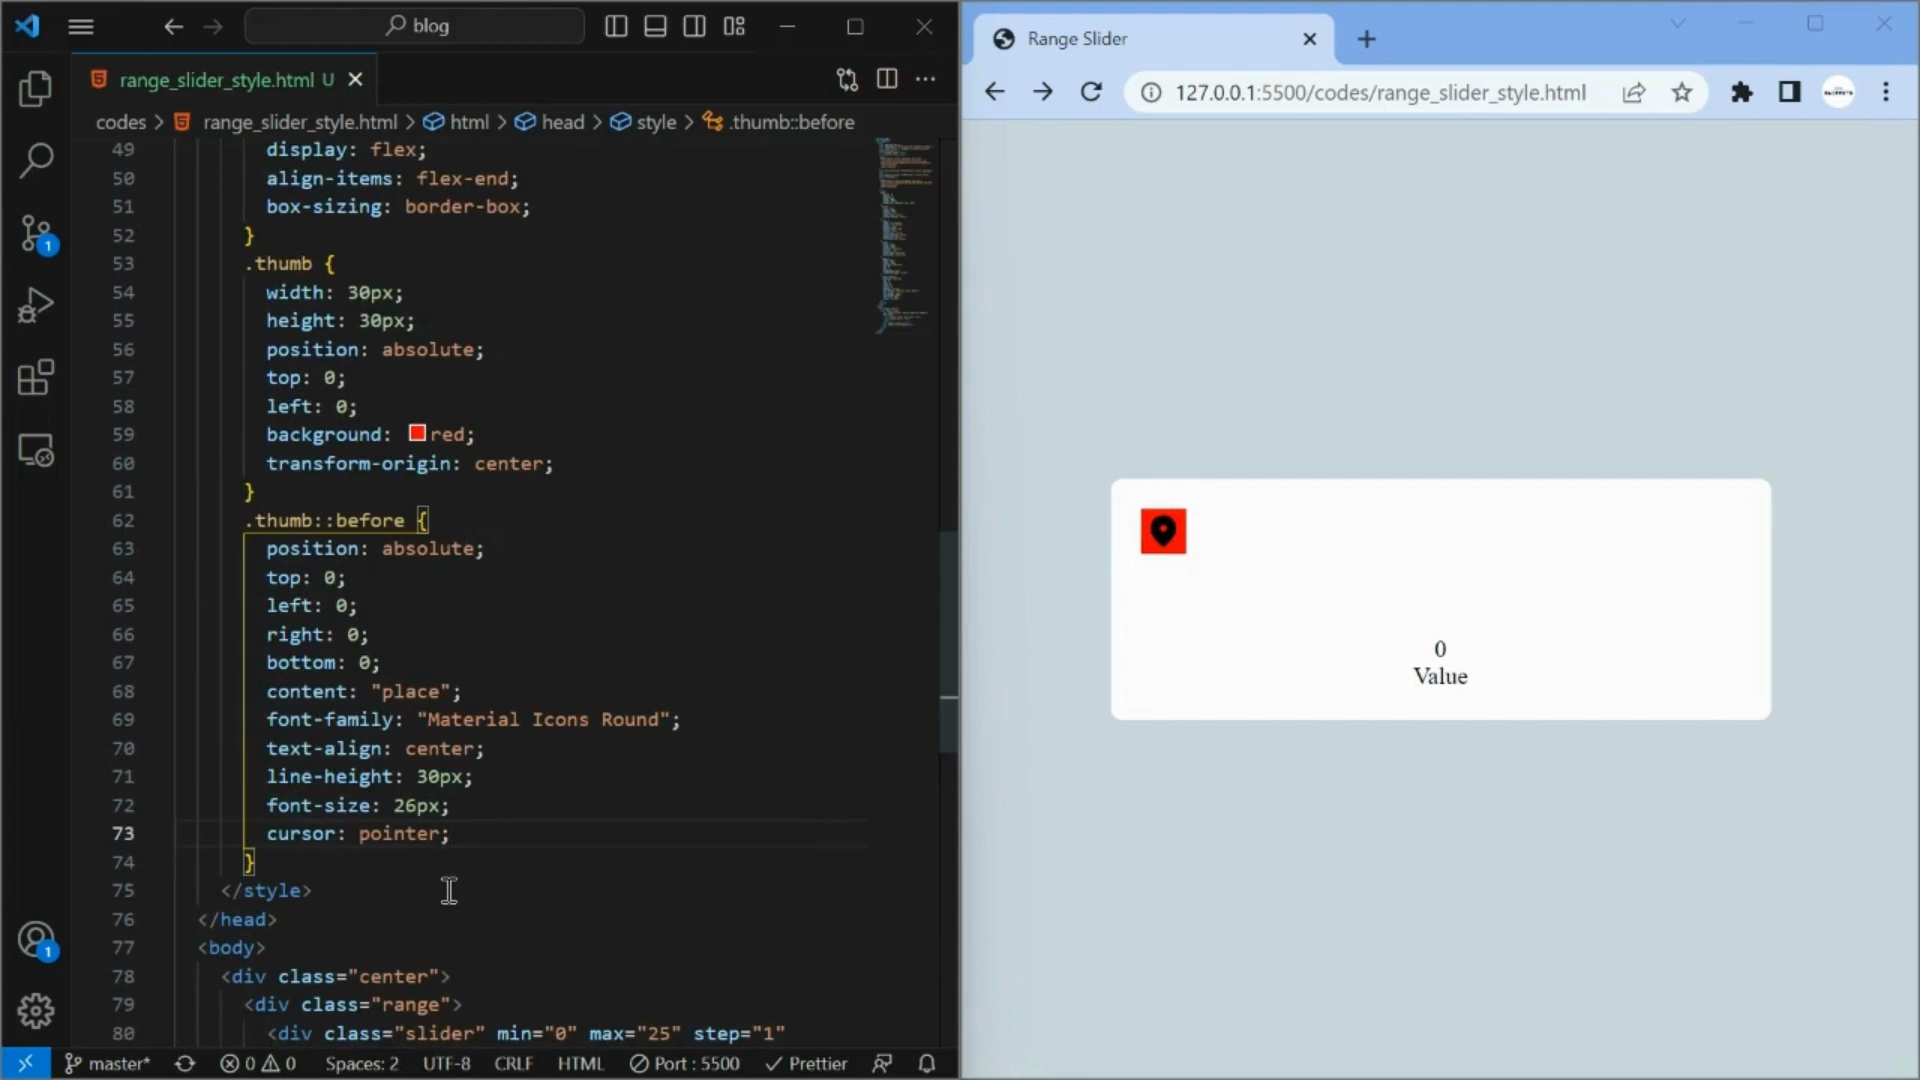 blog
range_slider_style.html U
codes > range_slider_style.html > html > head > style > .thumb::before
49 display: flex;
50 align-items: flex-end;
51 box-sizing: border-box;
52 }
53 .thumb {
54 width: 30px;
55 height: 30px;
56 position: absolute;
57 top: 0;
58 left: 0;
59 background: red;
60 transform-origin: center;
61 }
62 .thumb::before {
63 position: absolute;
64 top: 0;
65 left: 0;
66 right: 0;
67 bottom: 0;
68 content: "place";
69 font-family: "Material Icons Round";
70 text-align: center;
71 line-height: 30px;
72 font-size: 26px;
73 cursor: pointer;
74 }
75 </style>
76 </head>
77 <body>
78 <div class="center">
79 <div class="range">
80 <div class="slider" min="0" max="25" step="1"
1
1
master* 0 0 Spaces: 2 UTF-8 CRLF HTML Port : 5500 Prettier
Range Slider
127.0.0.1:5500/codes/range_slider_style.html
0
Value